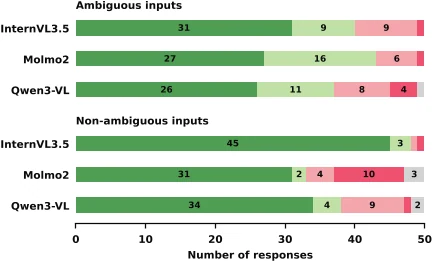 Ambiguous inputs
InternVL3.5 31 9 9
Molmo2 27 16 6
Qwen3-VL 26 11 8 4
Non-ambiguous inputs
InternVL3.5 45 3
Molmo2 31 2 4 10 3
Qwen3-VL 34 4 9 2
0 10 20 30 40 50
Number of responses